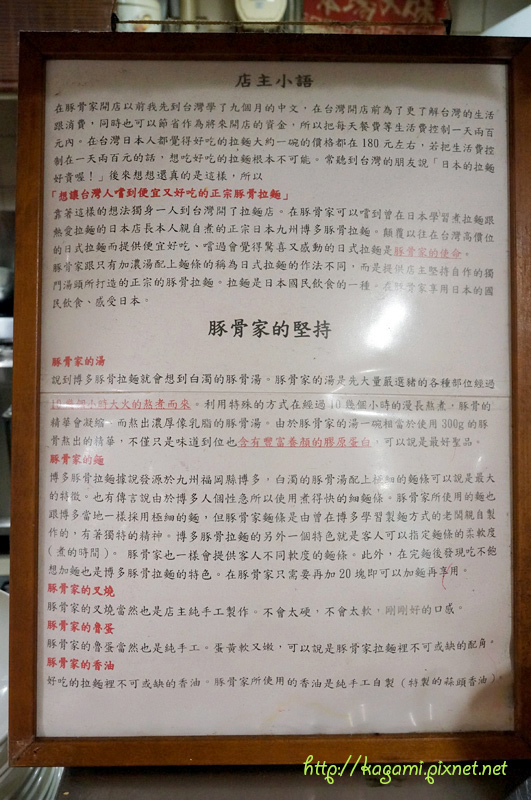 店主小語
在豚骨家開店以前我先到台灣學了九個月的中文，在台灣開店前為了更了解台灣的生活
跟消費，同時也可以節省作為將來開店的資金，所以把每天餐費等生活費控制一天兩百
元內。在台灣日本人都覺得好吃的拉麵大約一碗的價格都在180元左右，若把生活費控
制在一天兩百元的話，想吃好吃的拉麵根本不可能。常聽到台灣的朋友說「日本的拉麵
好貴喔！」後來想想還真的是這樣，所以
「想讓台灣人嚐到便宜又好吃的正宗豚骨拉麵」
靠著這樣的想法獨身一人到台灣開了拉麵店。在豚骨家可以嚐到曾在日本學習煮拉麵跟
熱愛拉麵的日本店長本人親自煮的正宗日本九州博多豚骨拉麵。顛覆以往在台灣高價位
的日式拉麵而提供便宜好吃、嚐過會覺得驚喜又感動的日式拉麵是豚骨家的使命。
豚骨家跟只有加濃湯配上麵條的稱為日式拉麵的作法不同，而是提供店主堅持自作的獨
門湯頭所打造的正宗的豚骨拉麵。拉麵是日本國民飲食的一種。在豚骨家享用日本的國
民飲食、感受日本。
豚骨家的堅持
豚骨家的湯
說到博多豚骨拉麵就會想到白濁的豚骨湯。豚骨家的湯是先大量嚴選豬的各種部位經過
10幾個小時大火的熬煮而來。利用特殊的方式在經過10幾個小時的漫長熬煮，豚骨的
精華會凝縮，而熬出濃厚像乳脂的豚骨湯。由於豚骨家的湯一碗相當於使用300g的豚
骨熬出的精華，不僅只是味道到位也含有豐富養顏的膠原蛋白，可以說是最好聖品。
豚骨家的麵
博多豚骨拉麵據說發源於九州福岡縣博多，白濁的豚骨湯配上極細的麵條可以說是最大
的特徵。也有傳言說由於博多人個性急所以使用煮得快的細麵條。豚骨家所使用的麵也
跟博多當地一樣採用極細的麵，但豚骨家麵條是由曾在博多學習製麵方式的老闆親自製
作的，有著獨特的精神。博多豚骨拉麵的另外一個特色就是客人可以指定麵條的柔軟度
(煮的時間)。 豚骨家也一樣會提供客人不同軟度的麵條。此外，在完麵後發現吃不飽
想加麵也是博多豚骨拉麵的特色。在豚骨家只需要再加20塊即可以加麵再享用。
豚骨家的叉燒
豚骨家的叉燒當然也是店主純手工製作。不會太硬，不會太軟，剛剛好的口感。
豚骨家的魯蛋
豚骨家的魯蛋當然也是純手工。蛋黃軟又嫩，可以說是豚骨家拉麵裡不可或缺的配角。
豚骨家的香油
好吃的拉麵裡不可或缺的香油。豚骨家所使用的香油是純手工自製(特製的蒜頭香油)。
http://kagami.pixnet.net